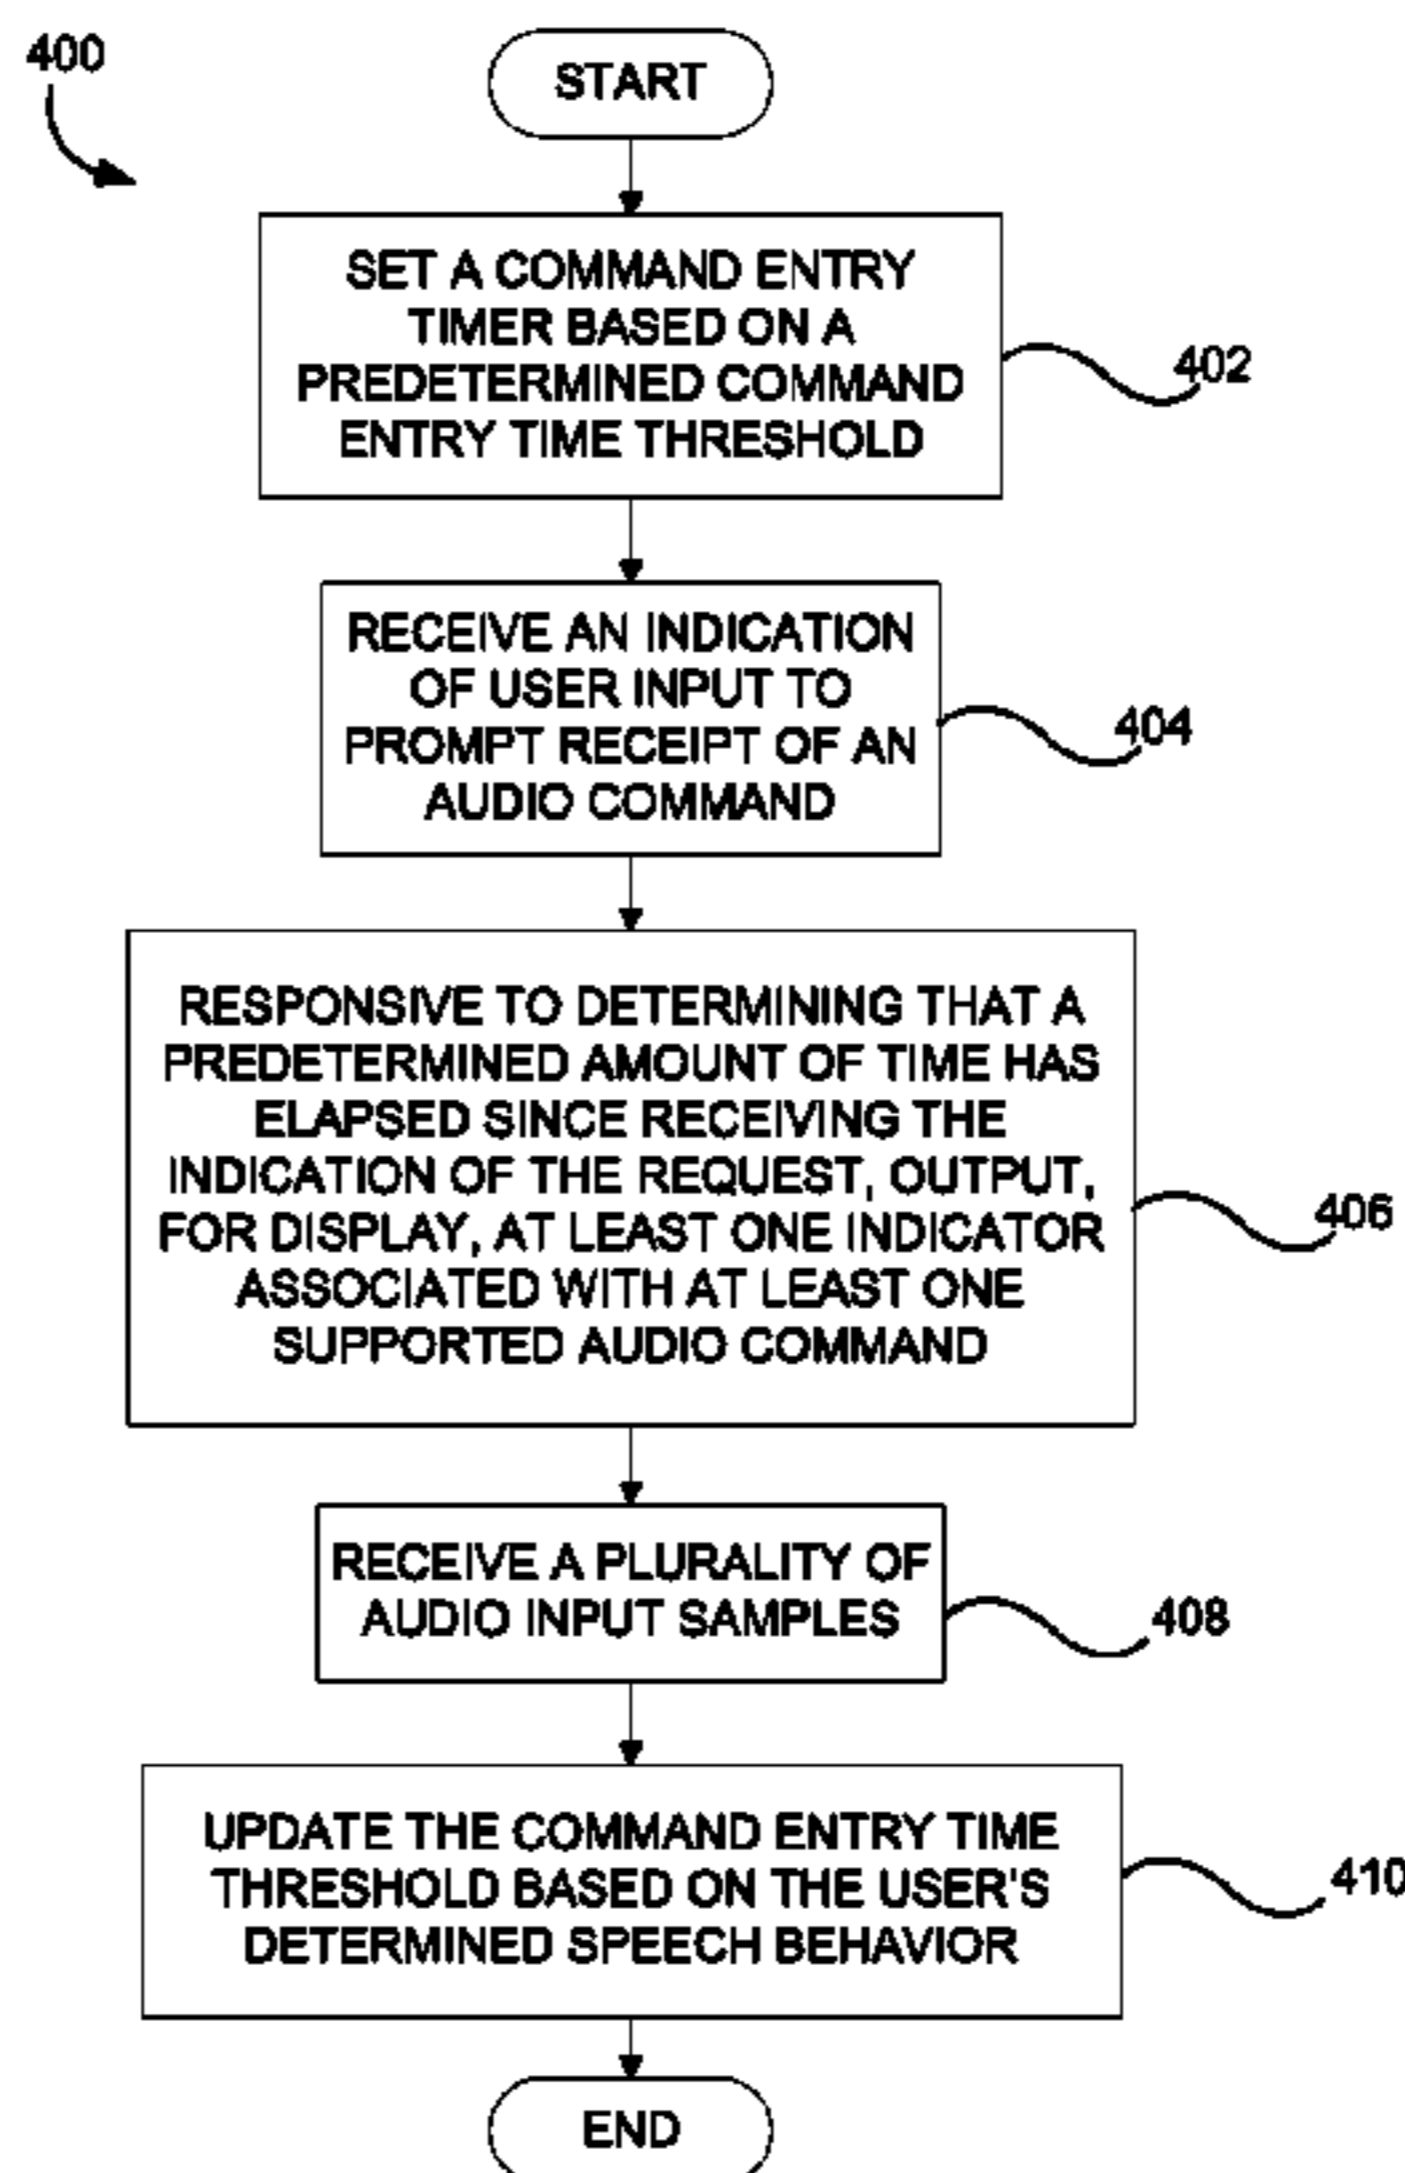 400
START
SET A COMMAND ENTRY
TIMER BASED ON A
PREDETERMINED COMMAND
ENTRY TIME THRESHOLD
402
RECEIVE AN INDICATION
OF USER INPUT TO
PROMPT RECEIPT OF AN
AUDIO COMMAND
404
RESPONSIVE TO DETERMINING THAT A
PREDETERMINED AMOUNT OF TIME HAS
ELAPSED SINCE RECEIVING THE
INDICATION OF THE REQUEST, OUTPUT,
FOR DISPLAY, AT LEAST ONE INDICATOR
ASSOCIATED WITH AT LEAST ONE
SUPPORTED AUDIO COMMAND
406
RECEIVE A PLURALITY OF
AUDIO INPUT SAMPLES
408
UPDATE THE COMMAND ENTRY TIME
THRESHOLD BASED ON THE USER'S
DETERMINED SPEECH BEHAVIOR
410
END